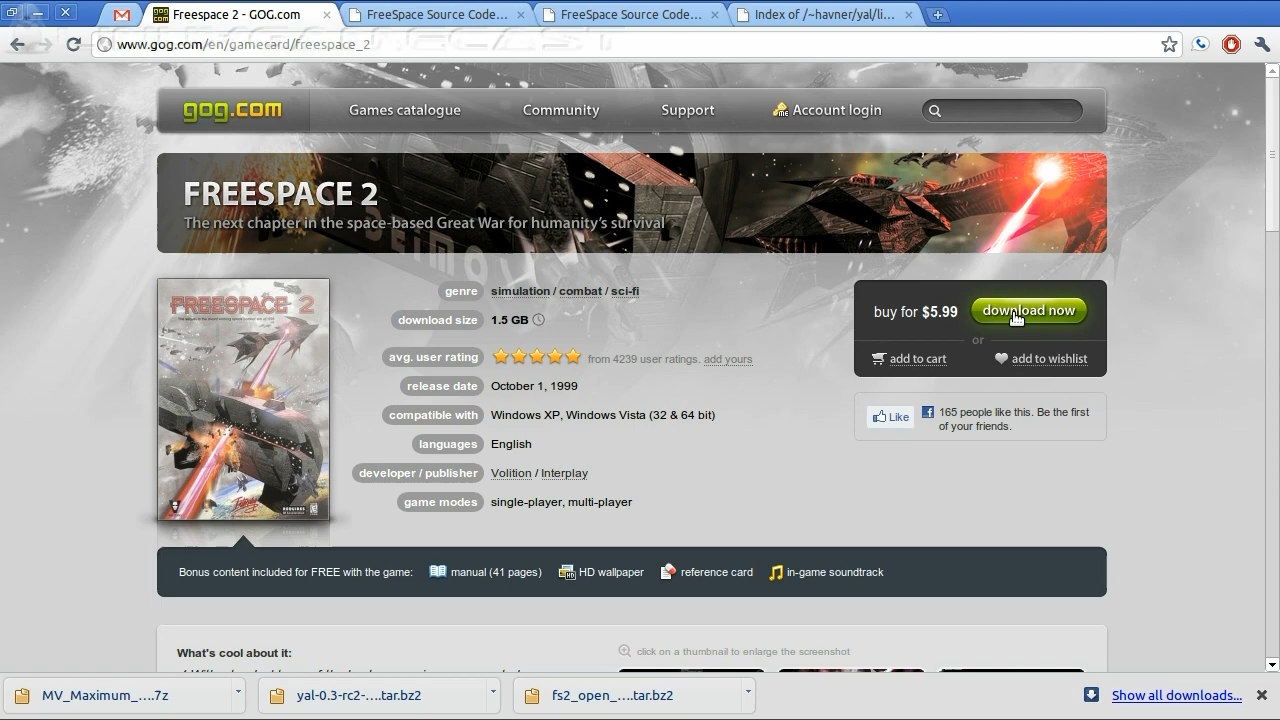 Freespace 2 - GOG.com
FreeSpace Source Code...
FreeSpace Source Code...
Index of /~havner/yal/li...
www.gog.com/en/gamecard/freespace_2
gog.com
Games catalogue
Community
Support
me Account login
FREESPACE 2
The next chapter in the space-based Great War for humanity's survival
FREESPACE 2
genre simulation / combat / sci-fi
download size 1.5 GB
avg. user rating from 4239 user ratings. add yours
release date October 1, 1999
compatible with Windows XP, Windows Vista (32 & 64 bit)
languages English
developer / publisher Volition / Interplay
game modes single-player, multi-player
buy for $5.99 download now
or
add to cart
add to wishlist
Like
165 people like this. Be the first
of your friends.
Bonus content included for FREE with the game: manual (41 pages) HD wallpaper reference card in-game soundtrack
What's cool about it:
click on a thumbnail to enlarge the screenshot
MV_Maximum_....7z
yal-0.3-rc2-....tar.bz2
fs2_open_....tar.bz2
Show all downloads...